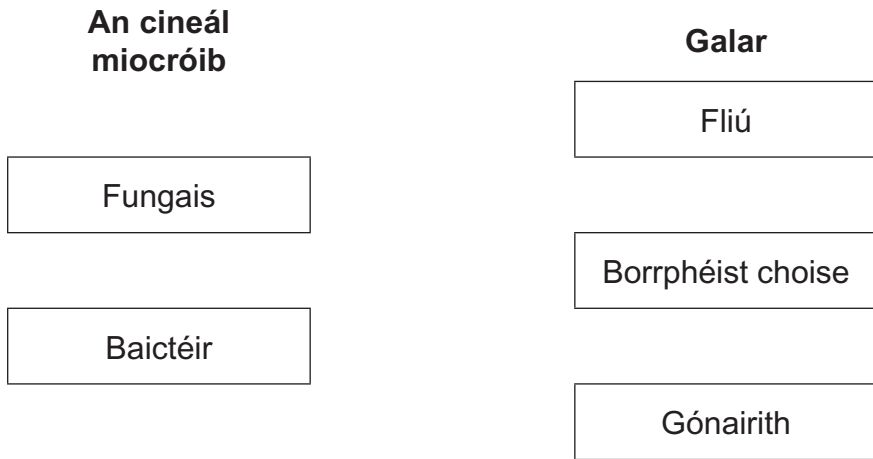 An cineál
miocróib
Galar
Fliú
Fungais
Borrphéist choise
Baictéir
Gónairith